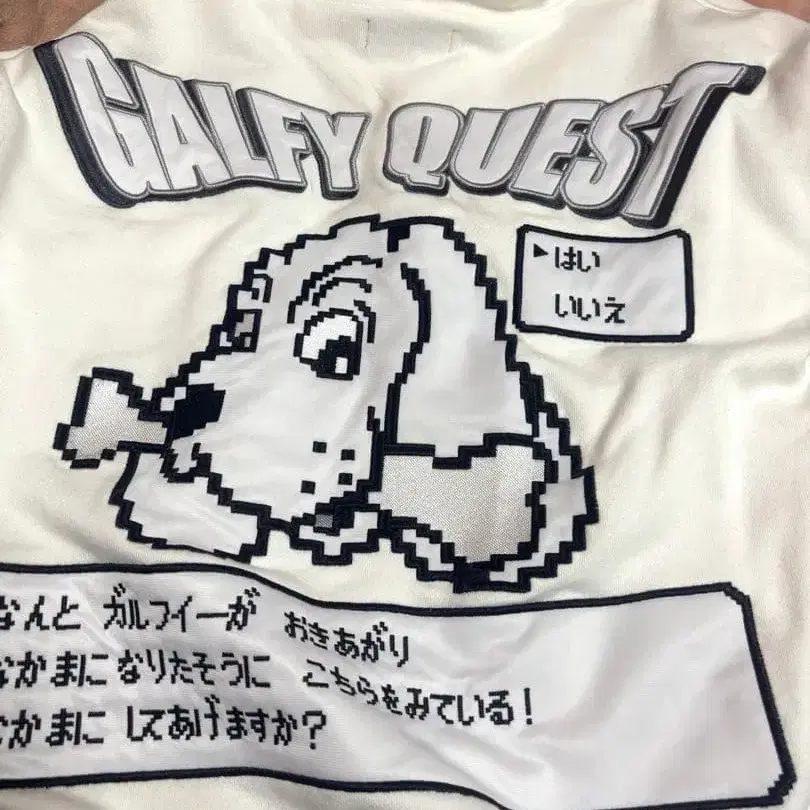 GALFY QUEST
▶はい
いいえ
なんと ガルフィーが おきあがり
なかまになりたそうに こちらをみている!
なかまに してあげますか?